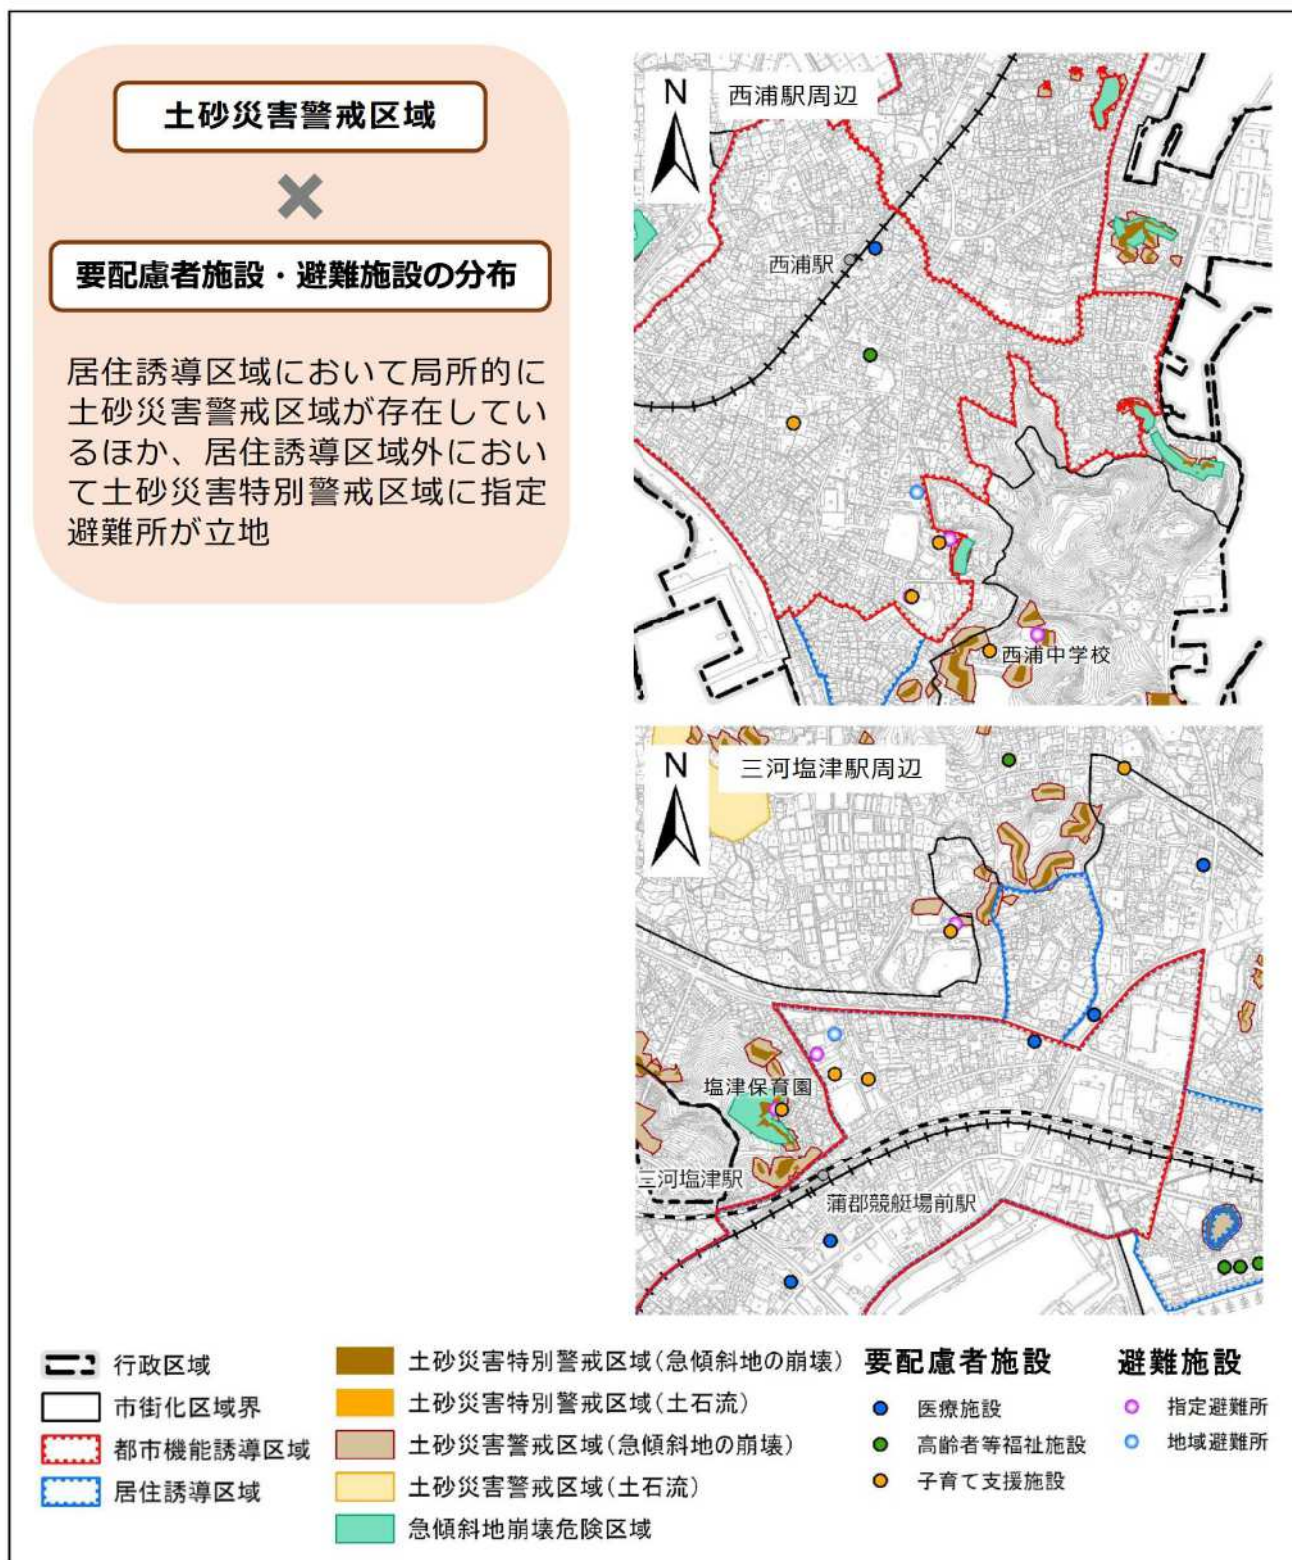 土砂災害警戒区域
×
要配慮者施設・避難施設の分布
居住誘導区域において局所的に
土砂災害警戒区域が存在してい
るほか、居住誘導区域外におい
て土砂災害特別警戒区域に指定
避難所が立地
N
西浦駅周辺
西浦駅
西浦中学校
N
三河塩津駅周辺
塩津保育園
三河塩津駅
蒲郡競艇場前駅
行政区域
市街化区域界
都市機能誘導区域
居住誘導区域
土砂災害特別警戒区域(急傾斜地の崩壊)
土砂災害特別警戒区域(土石流)
土砂災害警戒区域(急傾斜地の崩壊)
土砂災害警戒区域(土石流)
急傾斜地崩壊危険区域
要配慮者施設
医療施設
高齢者等福祉施設
子育て支援施設
避難施設
指定避難所
地域避難所